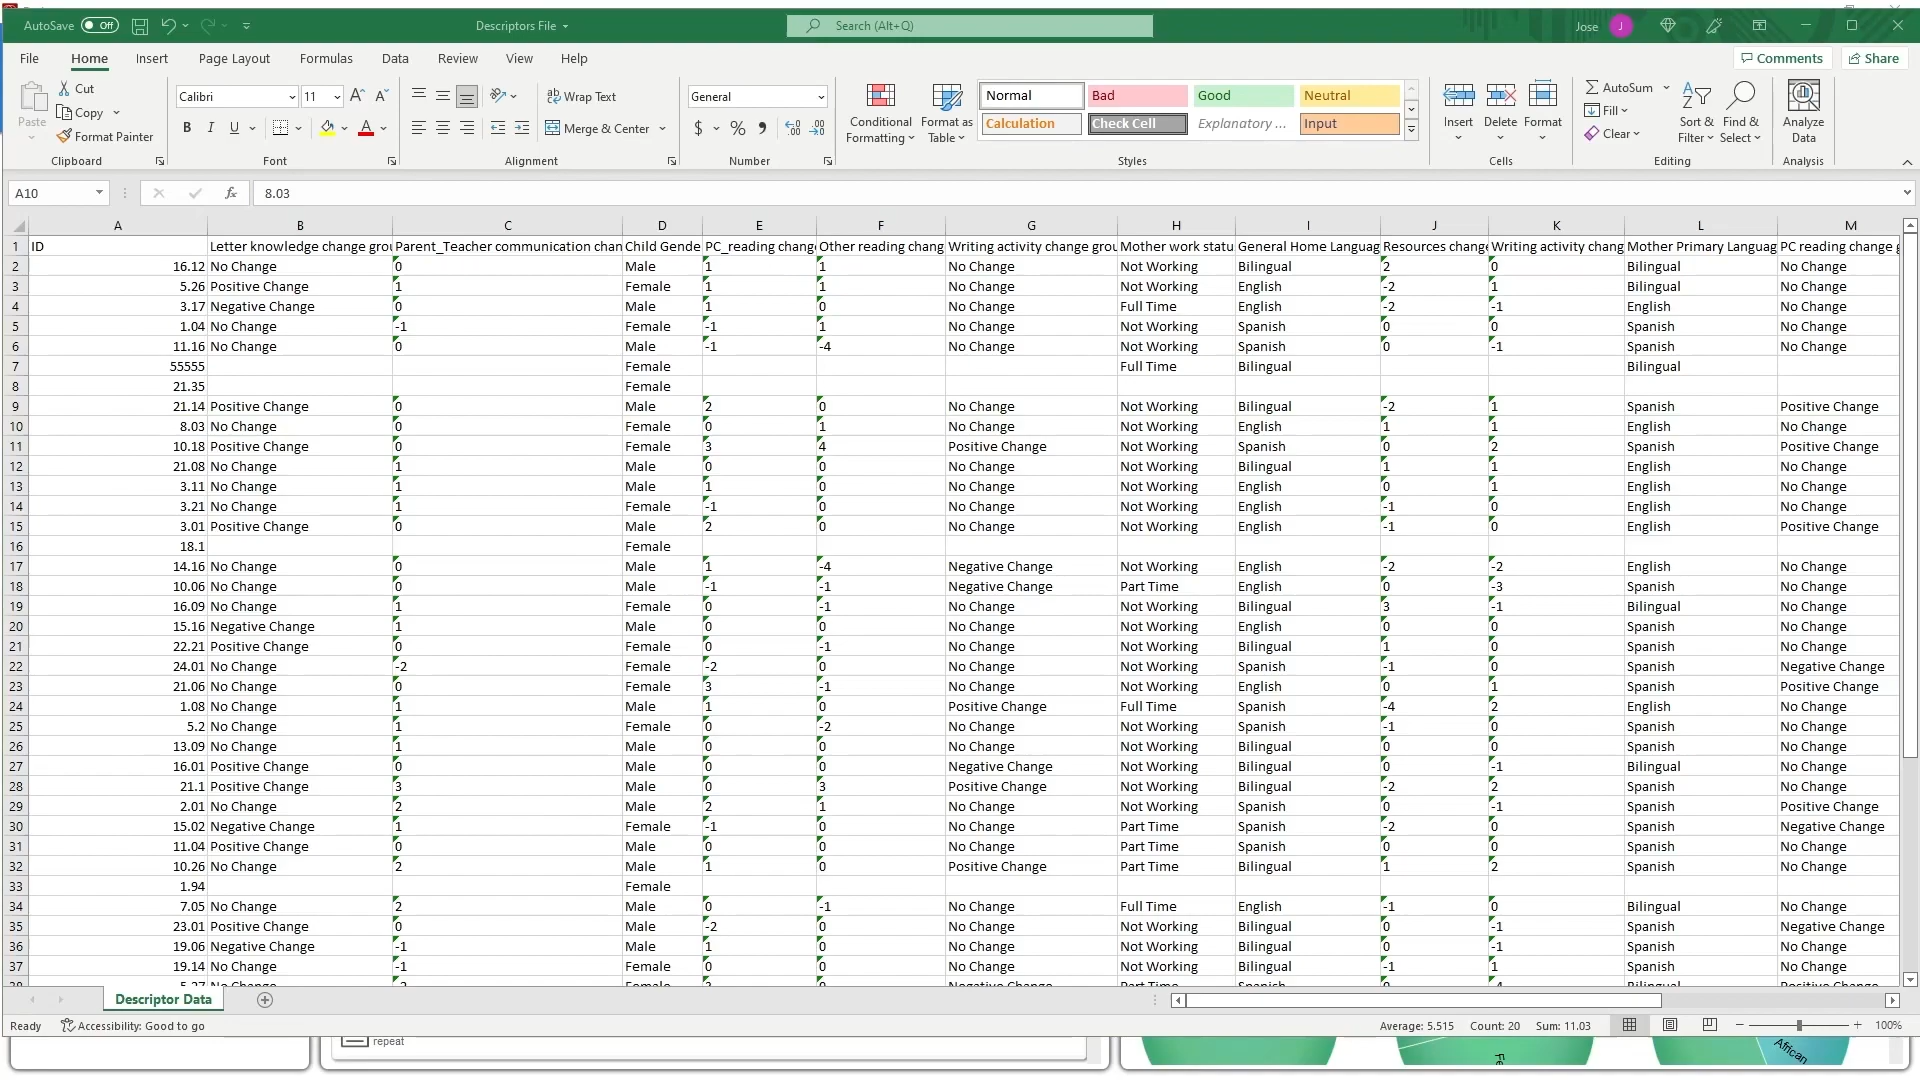 AutoSave Off Descriptors File Search (Alt+Q) Jose J
File Home Insert Page Layout Formulas Data Review View Help Comments Share
Paste Cut Copy Format Painter Clipboard
Calibri 11 B I U Font
Wrap Text Merge & Center Alignment
General $ % Number
Conditional Formatting Format as Table Normal Bad Good Neutral Calculation Check Cell Explanatory ... Input Styles
Insert Delete Format Cells
AutoSum Fill Clear Sort & Filter Find & Select Editing
Analyze Data Analysis
A10 fx 8.03
A B C D E F G H I J K L M
1 ID Letter knowledge change grou Parent_Teacher communication chan Child Gende PC_reading change Other reading chang Writing activity change grou Mother work statu General Home Languag Resources change Writing activity chang Mother Primary Languag PC reading change g
2 16.12 No Change 0 Male 1 1 No Change Not Working Bilingual 2 0 Bilingual No Change
3 5.26 Positive Change 1 Female 1 1 No Change Not Working English -2 1 Bilingual No Change
4 3.17 Negative Change 0 Male 1 0 No Change Full Time English -2 -1 English No Change
5 1.04 No Change -1 Female -1 1 No Change Not Working Spanish 0 0 Spanish No Change
6 11.16 No Change 0 Male -1 -4 No Change Not Working Spanish 0 -1 Spanish No Change
7 55555 Female Full Time Bilingual Bilingual
8 21.35 Female
9 21.14 Positive Change 0 Male 2 0 No Change Not Working Bilingual -2 1 Spanish Positive Change
10 8.03 No Change 0 Female 0 1 No Change Not Working English 1 1 English No Change
11 10.18 Positive Change 0 Female 3 4 Positive Change Not Working Spanish 0 2 Spanish Positive Change
12 21.08 No Change 1 Male 0 0 No Change Not Working Bilingual 1 1 English No Change
13 3.11 No Change 1 Male 1 0 No Change Not Working English 0 1 English No Change
14 3.21 No Change 1 Female -1 0 No Change Not Working English -1 0 English No Change
15 3.01 Positive Change 0 Male 2 0 No Change Not Working English -1 0 English Positive Change
16 18.1 Female
17 14.16 No Change 0 Male 1 -4 Negative Change Not Working English -2 -2 English No Change
18 10.06 No Change 0 Male -1 -1 Negative Change Part Time English 0 -3 Spanish No Change
19 16.09 No Change 1 Female 0 -1 No Change Not Working Bilingual 3 -1 Bilingual No Change
20 15.16 Negative Change 1 Male 0 0 No Change Not Working English 0 0 Spanish No Change
21 22.21 Positive Change 0 Female 0 -1 No Change Not Working Bilingual 1 0 Spanish No Change
22 24.01 No Change -2 Female -2 0 No Change Not Working Spanish -1 0 Spanish Negative Change
23 21.06 No Change 0 Female 3 -1 No Change Not Working English 0 1 Spanish Positive Change
24 1.08 No Change 1 Male 1 0 Positive Change Full Time Spanish -4 2 English No Change
25 5.2 No Change 1 Female 0 -2 No Change Not Working Spanish -1 0 Spanish No Change
26 13.09 No Change 1 Male 0 0 No Change Not Working Bilingual 0 0 Spanish No Change
27 16.01 Positive Change 0 Male 0 0 Negative Change Not Working Bilingual 0 -1 Bilingual No Change
28 21.1 Positive Change 3 Male 0 3 Positive Change Not Working Bilingual -2 2 Spanish No Change
29 2.01 No Change 2 Male 2 1 No Change Not Working Spanish 0 -1 Spanish Positive Change
30 15.02 Negative Change 1 Female -1 0 No Change Part Time Spanish -2 0 Spanish Negative Change
31 11.04 Positive Change 0 Male 0 0 No Change Part Time Spanish 0 0 Spanish No Change
32 10.26 No Change 2 Male 1 0 Positive Change Part Time Bilingual 1 2 Spanish No Change
33 1.94 Female
34 7.05 No Change 2 Male 0 -1 No Change Full Time English -1 0 Bilingual No Change
35 23.01 Positive Change 0 Male -2 0 No Change Not Working Bilingual 0 -1 Spanish Negative Change
36 19.06 Negative Change -1 Male 1 0 No Change Not Working Bilingual 0 -1 Spanish No Change
37 19.14 No Change -1 Female 0 0 No Change Not Working Bilingual -1 1 Spanish No Change
Descriptor Data
Ready Accessibility: Good to go Average: 5.515 Count: 20 Sum: 11.03 100%
repeat Fe African